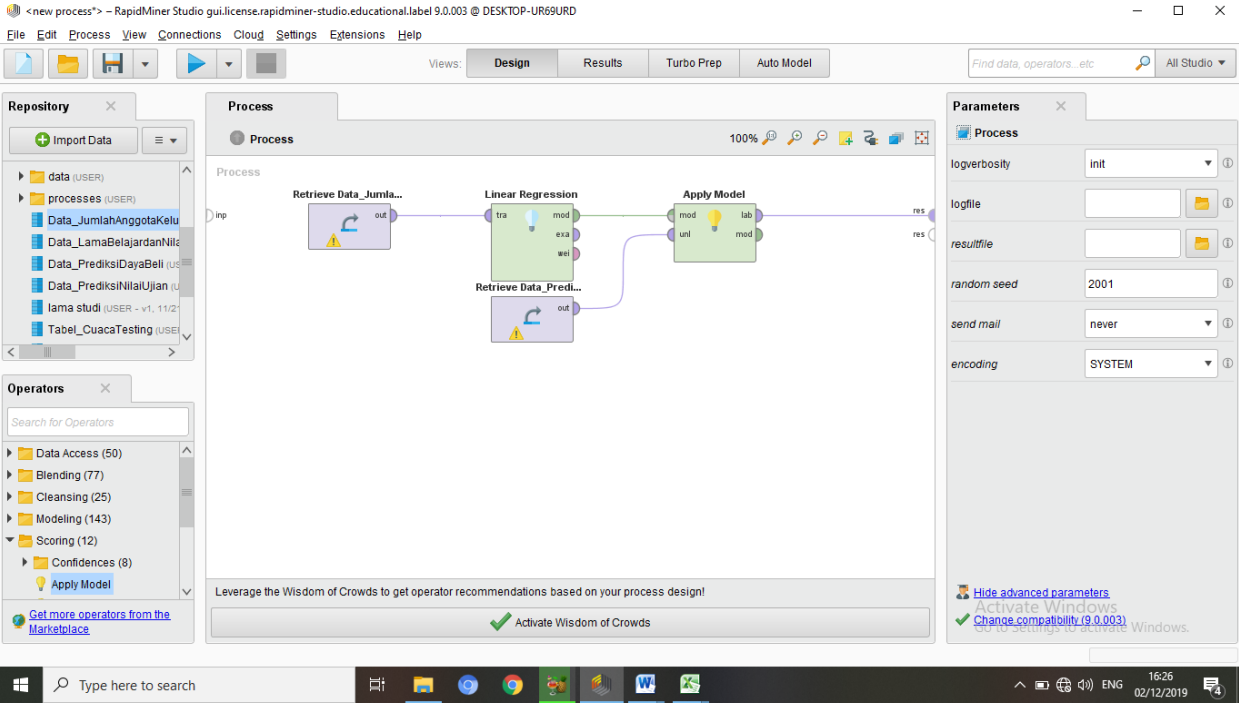 <new process*> – RapidMiner Studio gui.license.rapidminer-studio.educational.label 9.0.003 @ DESKTOP-UR69URD
File Edit Process View Connections Cloud Settings Extensions Help
Views: Design Results Turbo Prep Auto Model
Find data, operators...etc All Studio
Repository
Import Data
data (USER)
processes (USER)
Data_JumlahAnggotaKelu
Data_LamaBelajardanNila
Data_PrediksiDayaBeli (US
Data_PrediksiNilaiUjian (U
lama studi (USER - v1, 11/2
Tabel_CuacaTesting (USE
Operators
Search for Operators
Data Access (50)
Blending (77)
Cleansing (25)
Modeling (143)
Scoring (12)
Confidences (8)
Apply Model
Get more operators from the
Marketplace
Process
Process
100%
Process
inp
Retrieve Data_Jumla...
out
Linear Regression
tra mod
exa
wei
Retrieve Data_Predi...
out
Apply Model
mod lab
unl mod
res
res
Leverage the Wisdom of Crowds to get operator recommendations based on your process design!
Activate Wisdom of Crowds
Parameters
Process
logverbosity init
logfile
resultfile
random seed 2001
send mail never
encoding SYSTEM
Hide advanced parameters
Activate Windows
Change compatibility (9.0.003)
Go to Settings to activate Windows.
Type here to search
ENG
16:26
02/12/2019
4